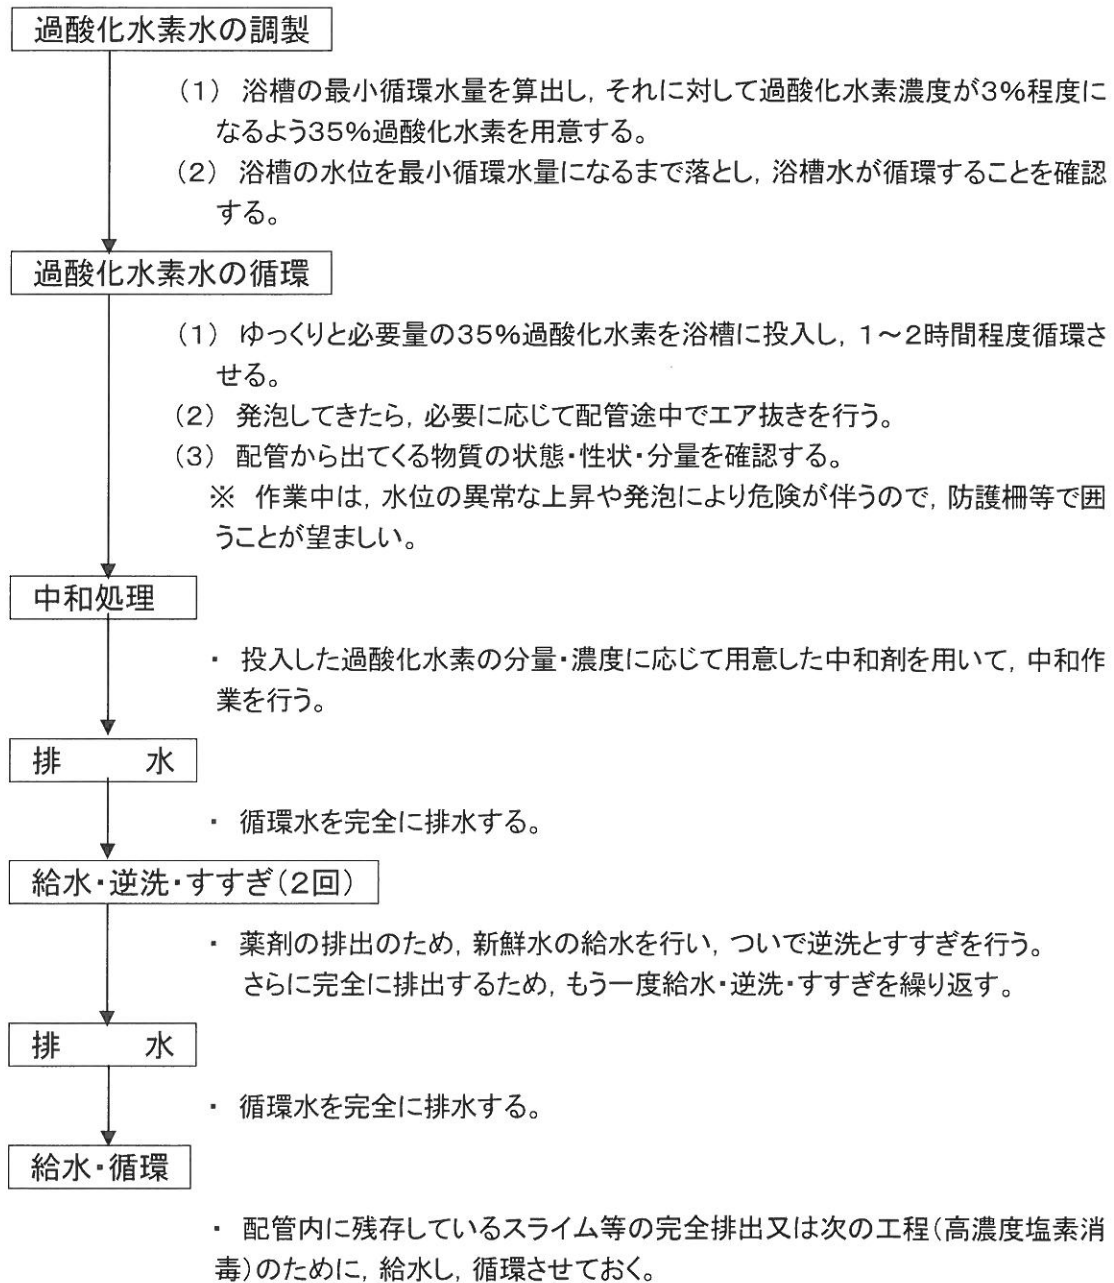 過酸化水素水の調製
(1) 浴槽の最小循環水量を算出し，それに対して過酸化水素濃度が3％程度に
なるよう35％過酸化水素を用意する。
(2) 浴槽の水位を最小循環水量になるまで落とし，浴槽水が循環することを確認
する。
過酸化水素水の循環
(1) ゆっくりと必要量の35％過酸化水素を浴槽に投入し，1～2時間程度循環さ
せる。
(2) 発泡してきたら，必要に応じて配管途中でエア抜きを行う。
(3) 配管から出てくる物質の状態・性状・分量を確認する。
※ 作業中は，水位の異常な上昇や発泡により危険が伴うので，防護柵等で囲
うことが望ましい。
中和処理
・ 投入した過酸化水素の分量・濃度に応じて用意した中和剤を用いて，中和作
業を行う。
排　　水
・ 循環水を完全に排水する。
給水・逆洗・すすぎ(2回)
・ 薬剤の排出のため，新鮮水の給水を行い，ついで逆洗とすすぎを行う。
さらに完全に排出するため，もう一度給水・逆洗・すすぎを繰り返す。
排　　水
・ 循環水を完全に排水する。
給水・循環
・ 配管内に残存しているスライム等の完全排出又は次の工程(高濃度塩素消
毒)のために，給水し，循環させておく。